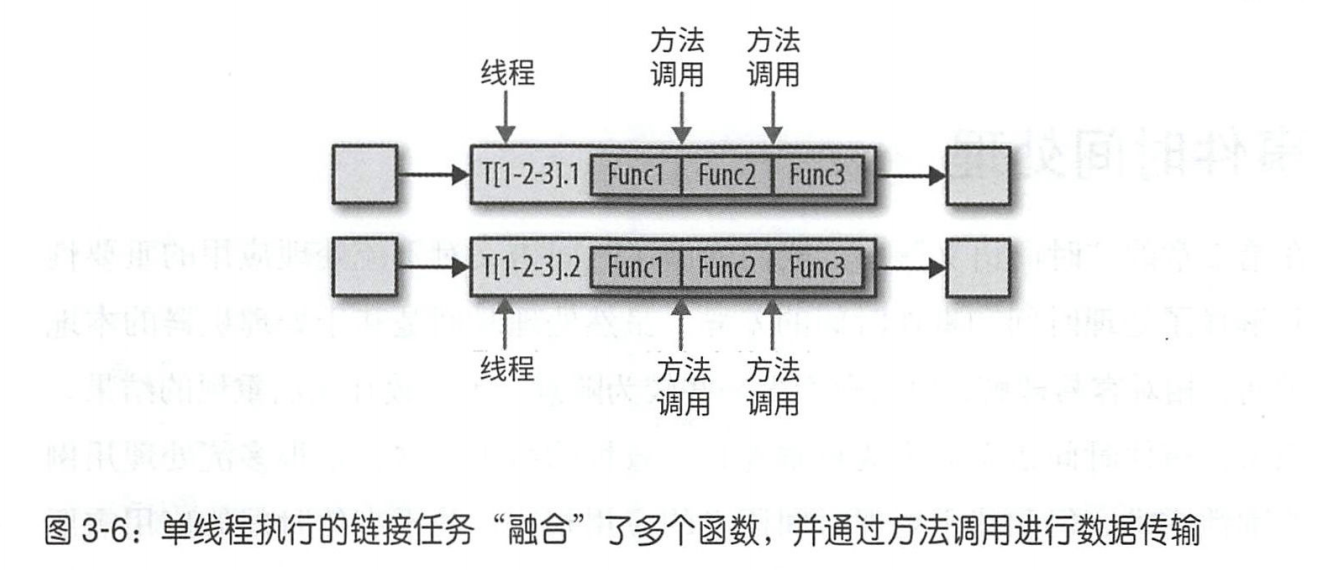 方法 方法
调用 调用
线程
T[1-2-3].1 Func1 Func2 Func3
T[1-2-3].2 Func1 Func2 Func3
线程 方法 方法
调用 调用
图 3-6：单线程执行的链接任务“融合”了多个函数，并通过方法调用进行数据传输